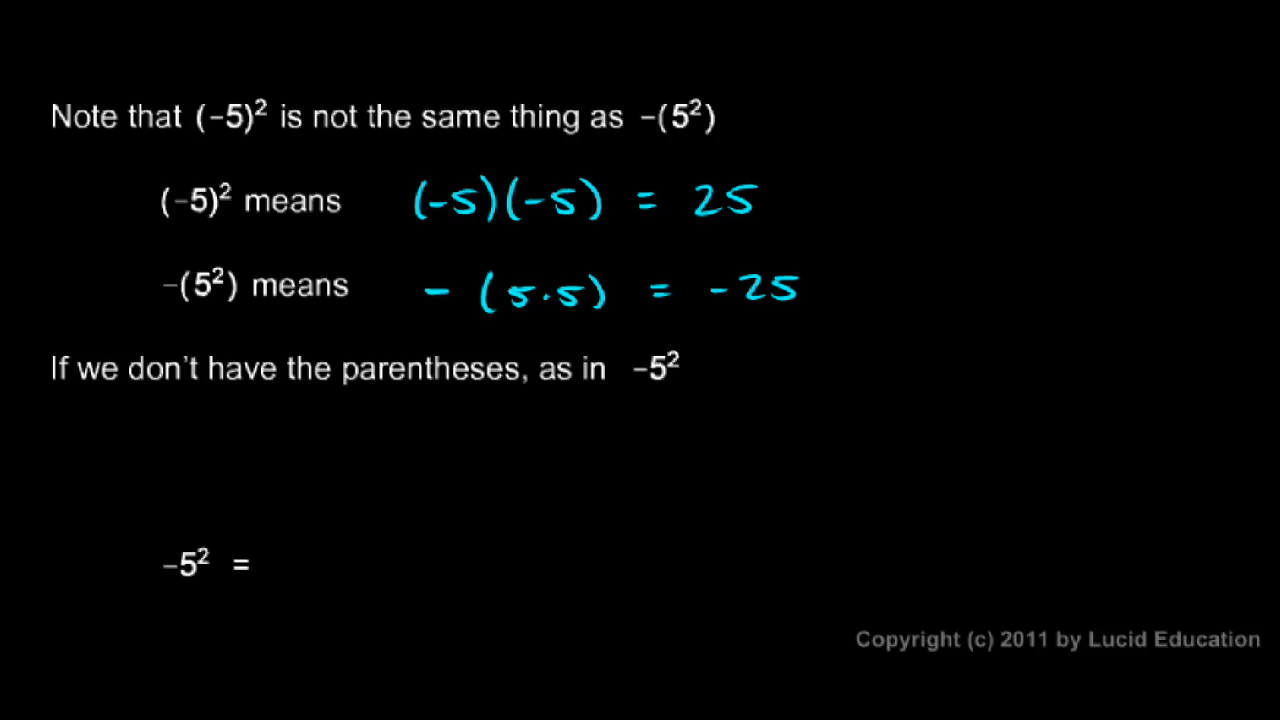 Note that (−5)² is not the same thing as −(5²)
(−5)² means (-5)(-5) = 25
−(5²) means - (5·5) = -25
If we don't have the parentheses, as in −5²
−5² =
Copyright (c) 2011 by Lucid Education